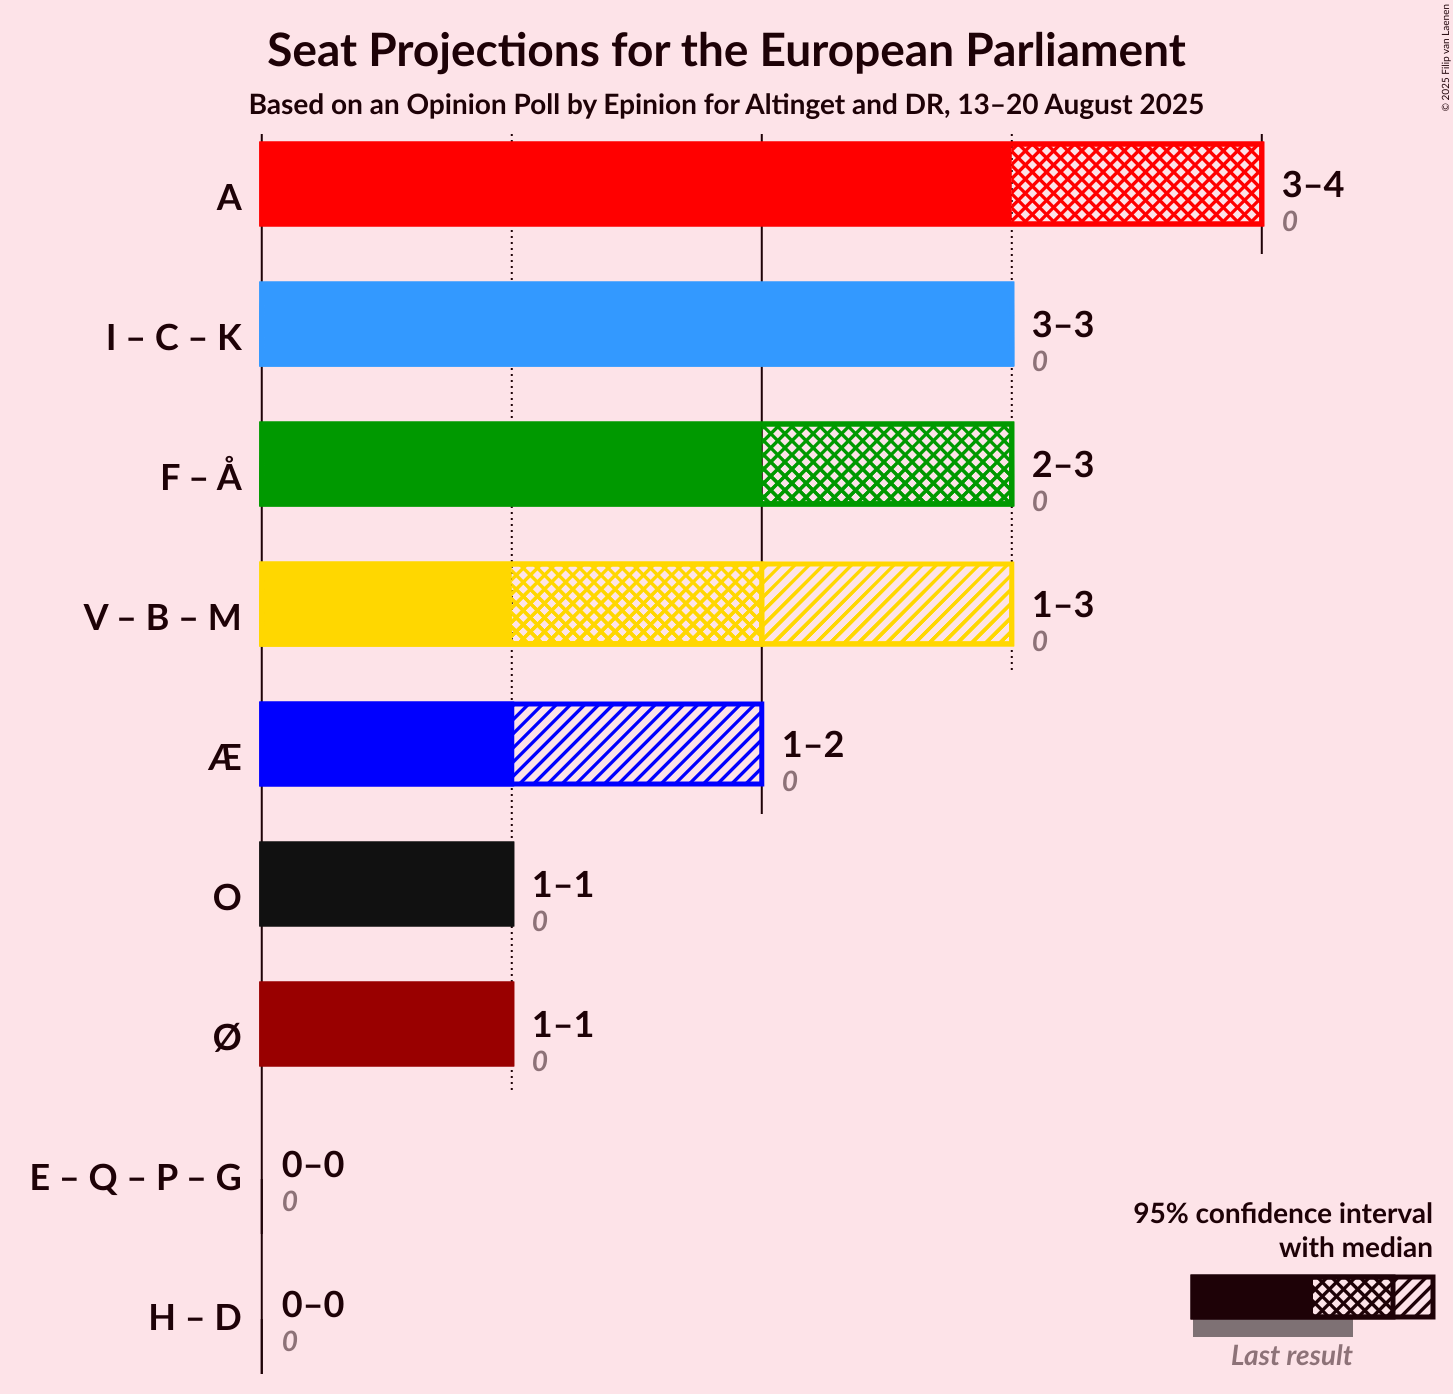 Seat Projections for the European Parliament
Based on an Opinion Poll by Epinion for Altinget and DR, 13–20 August 2025
© 2025 Filip van Laenen
A
3–4
0
I – C – K
3–3
0
F – Å
2–3
0
V – B – M
1–3
0
Æ
1–2
0
O
1–1
0
Ø
1–1
0
E – Q – P – G
0–0
0
H – D
0–0
0
95% confidence interval
with median
Last result